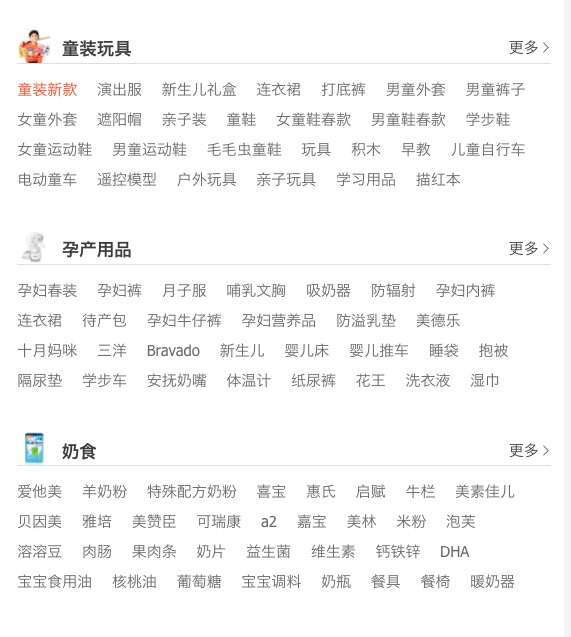 童装玩具 更多
童装新款 演出服 新生儿礼盒 连衣裙 打底裤 男童外套 男童裤子
女童外套 遮阳帽 亲子装 童鞋 女童鞋春款 男童鞋春款 学步鞋
女童运动鞋 男童运动鞋 毛毛虫童鞋 玩具 积木 早教 儿童自行车
电动童车 遥控模型 户外玩具 亲子玩具 学习用品 描红本
孕产用品 更多
孕妇春装 孕妇裤 月子服 哺乳文胸 吸奶器 防辐射 孕妇内裤
连衣裙 待产包 孕妇牛仔裤 孕妇营养品 防溢乳垫 美德乐
十月妈咪 三洋 Bravado 新生儿 婴儿床 婴儿推车 睡袋 抱被
隔尿垫 学步车 安抚奶嘴 体温计 纸尿裤 花王 洗衣液 湿巾
奶食 更多
爱他美 羊奶粉 特殊配方奶粉 喜宝 惠氏 启赋 牛栏 美素佳儿
贝因美 雅培 美赞臣 可瑞康 a2 嘉宝 美林 米粉 泡芙
溶溶豆 肉肠 果肉条 奶片 益生菌 维生素 钙铁锌 DHA
宝宝食用油 核桃油 葡萄糖 宝宝调料 奶瓶 餐具 餐椅 暖奶器